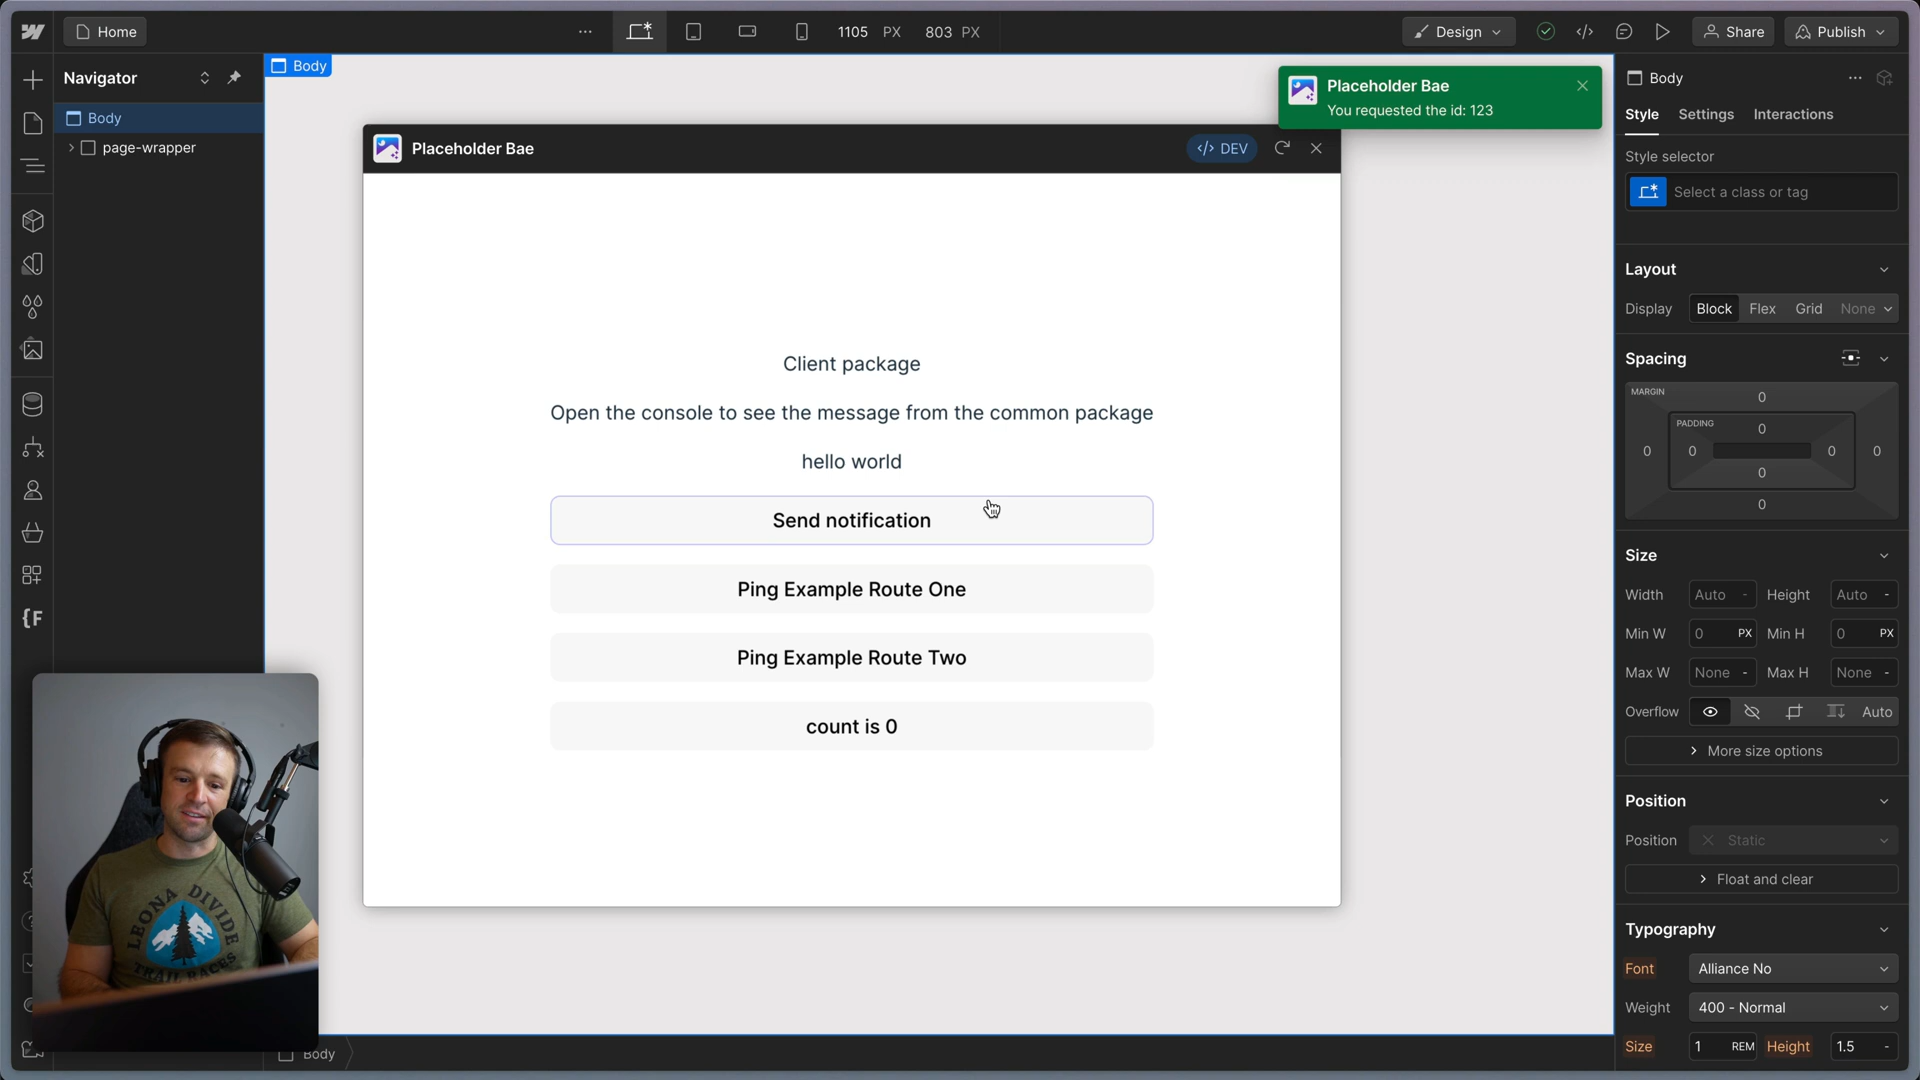 Home
1105 PX 803 PX
Design
Share
Publish
Navigator
Body
page-wrapper
Body
Placeholder Bae
You requested the id: 123
Placeholder Bae
</> DEV
Client package
Open the console to see the message from the common package
hello world
Send notification
Ping Example Route One
Ping Example Route Two
count is 0
LEONA DIVIDE
TRAIL RACES
Body
Body
Style Settings Interactions
Style selector
Select a class or tag
Layout
Display Block Flex Grid None
Spacing
MARGIN
0
PADDING
0
0 0 0 0
0
0
Size
Width Auto - Height Auto -
Min W 0 PX Min H 0 PX
Max W None - Max H None -
Overflow Auto
More size options
Position
Position Static
Float and clear
Typography
Font Alliance No
Weight 400 - Normal
Size 1 REM Height 1.5 -